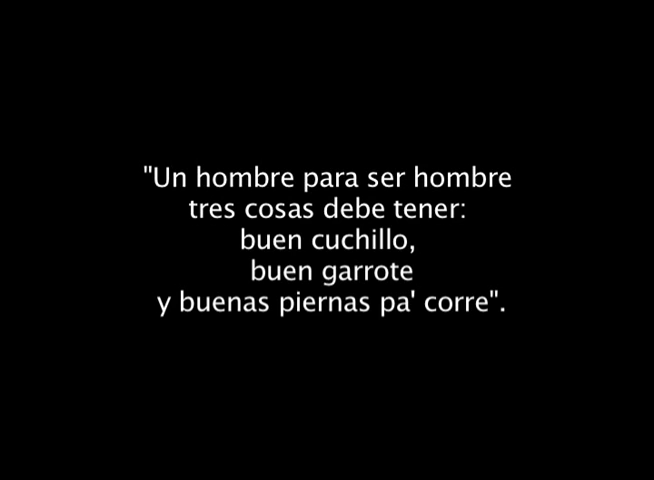 "Un hombre para ser hombre
tres cosas debe tener:
buen cuchillo,
buen garrote
y buenas piernas pa' corre".